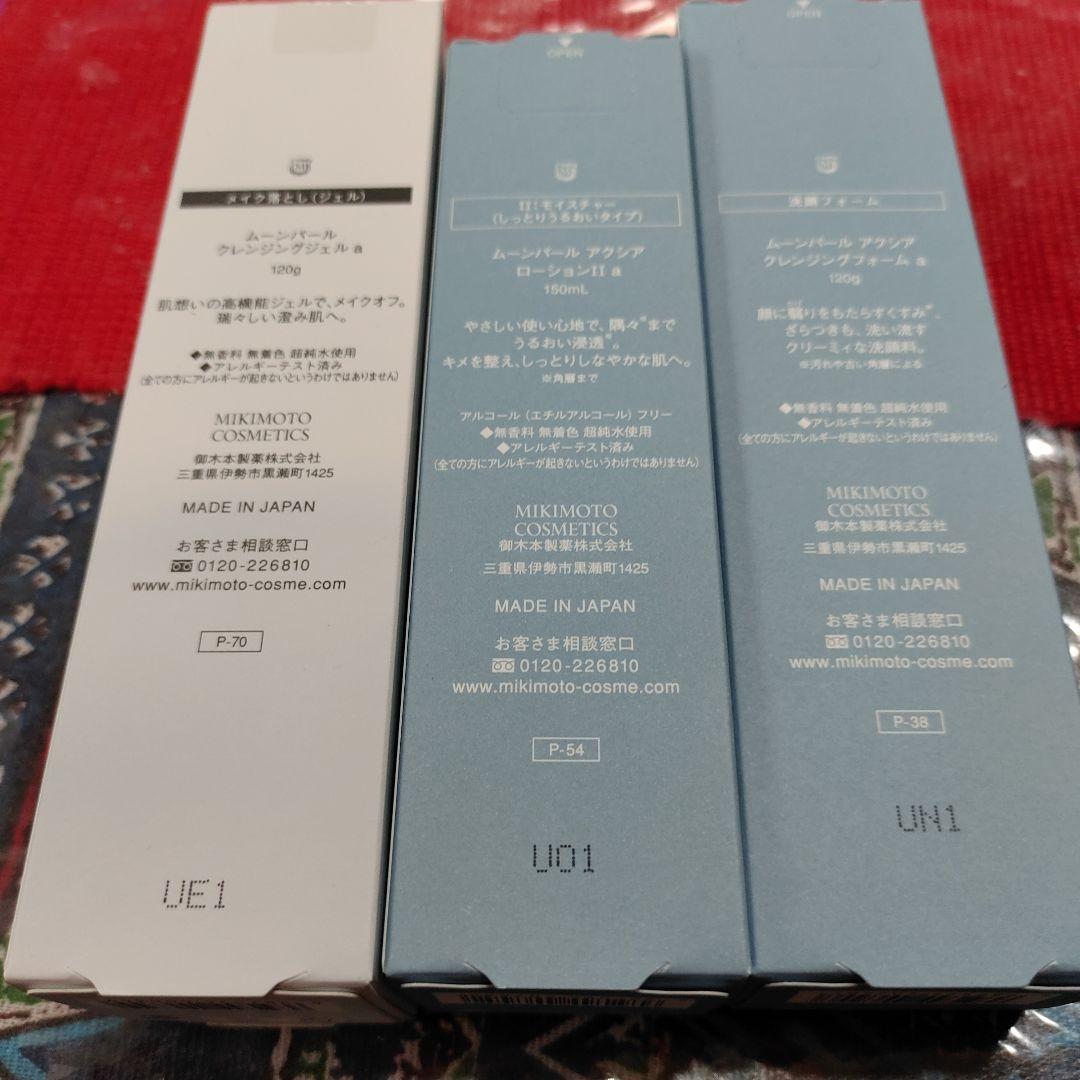 メイク落とし(ジェル)
ムーンパール
クレンジングジェル a
120g
肌想いの高機能ジェルで、メイクオフ。
瑞々しい澄み肌へ。
◆無香料 無着色 超純水使用
◆アレルギーテスト済み
(全ての方にアレルギーが起きないというわけではありません)
MIKIMOTO
COSMETICS
御木本製薬株式会社
三重県伊勢市黒瀬町1425
MADE IN JAPAN
お客さま相談窓口
0120-226810
www.mikimoto-cosme.com
P-70
UE1
OPEN
II:モイスチャー
(しっとりうるおいタイプ)
ムーンパール アクシア
ローションII a
150mL
やさしい使い心地で、隅々*まで
うるおい浸透*。
キメを整え、しっとりしなやかな肌へ。
※角層まで
アルコール(エチルアルコール)フリー
◆無香料 無着色 超純水使用
◆アレルギーテスト済み
(全ての方にアレルギーが起きないというわけではありません)
MIKIMOTO
COSMETICS
御木本製薬株式会社
三重県伊勢市黒瀬町1425
MADE IN JAPAN
お客さま相談窓口
0120-226810
www.mikimoto-cosme.com
P-54
UO1
OPEN
洗顔フォーム
ムーンパール アクシア
クレンジングフォーム a
120g
顔に翳りをもたらすくすみ*、
ざらつきも、洗い流す
クリーミィな洗顔料。
※汚れや古い角層による
◆無香料 無着色 超純水使用
◆アレルギーテスト済み
(全ての方にアレルギーが起きないというわけではありません)
MIKIMOTO
COSMETICS
御木本製薬株式会社
三重県伊勢市黒瀬町1425
MADE IN JAPAN
お客さま相談窓口
0120-226810
www.mikimoto-cosme.com
P-38
UN1